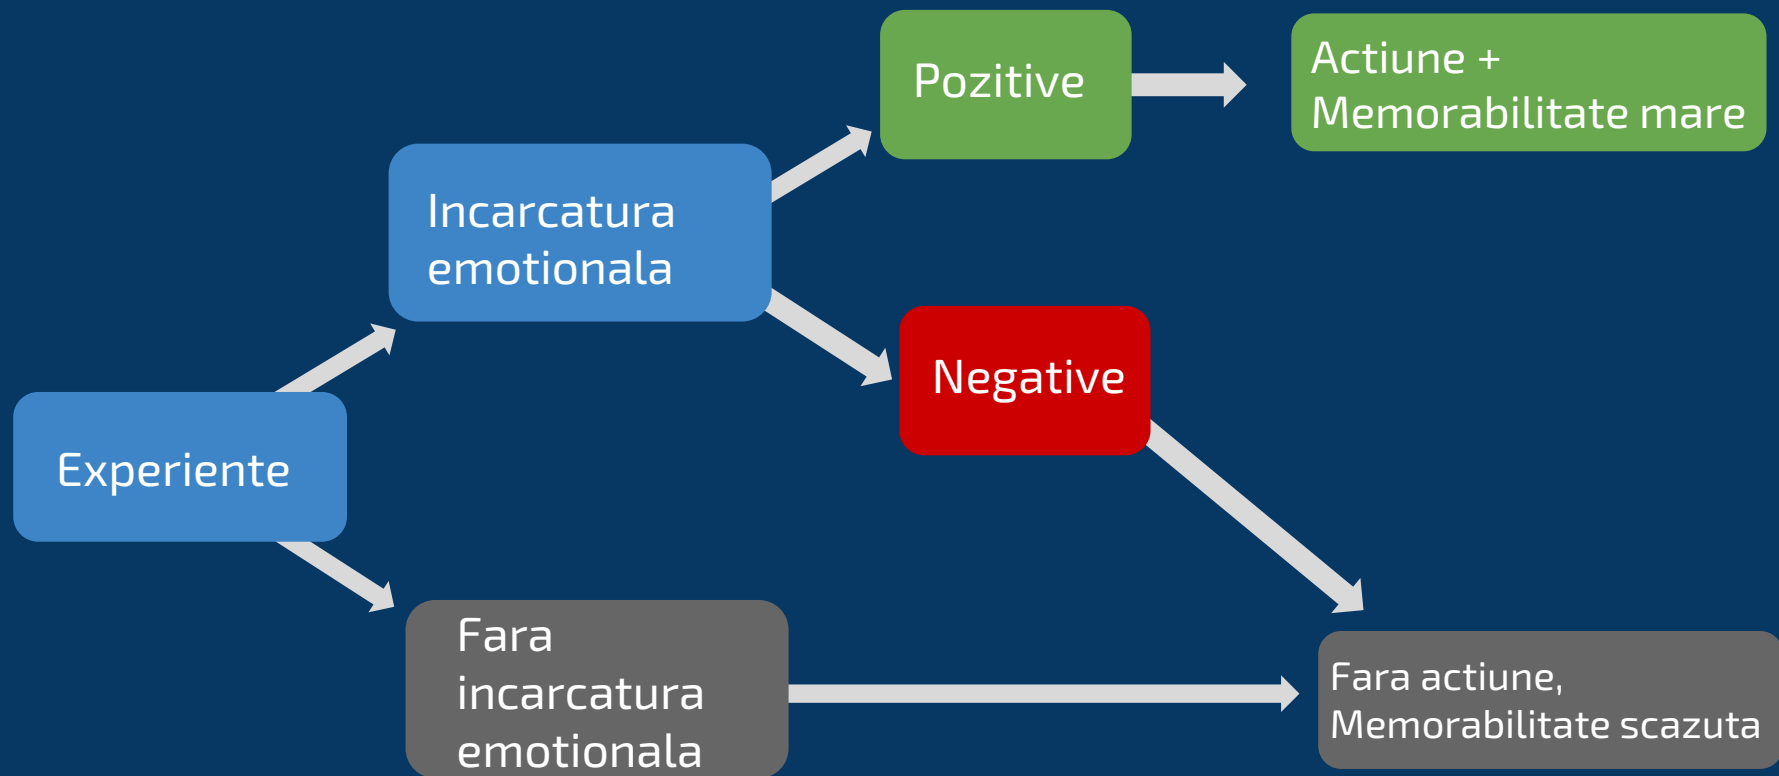 Pozitive
Actiune +
Memorabilitate mare
Incarcatura
emotionala
Negative
Experiente
Fara
incarcatura
emotionala
Fara actiune,
Memorabilitate scazuta